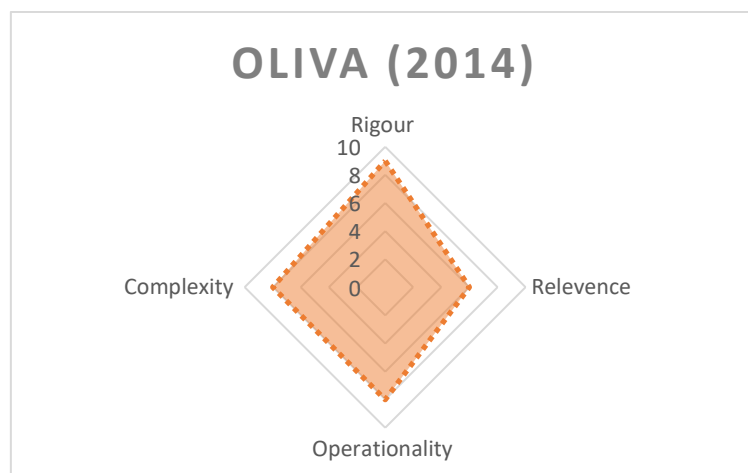 OLIVA (2014)
Rigour
10
8
6
4
2
0
Complexity
Relevence
Operationality